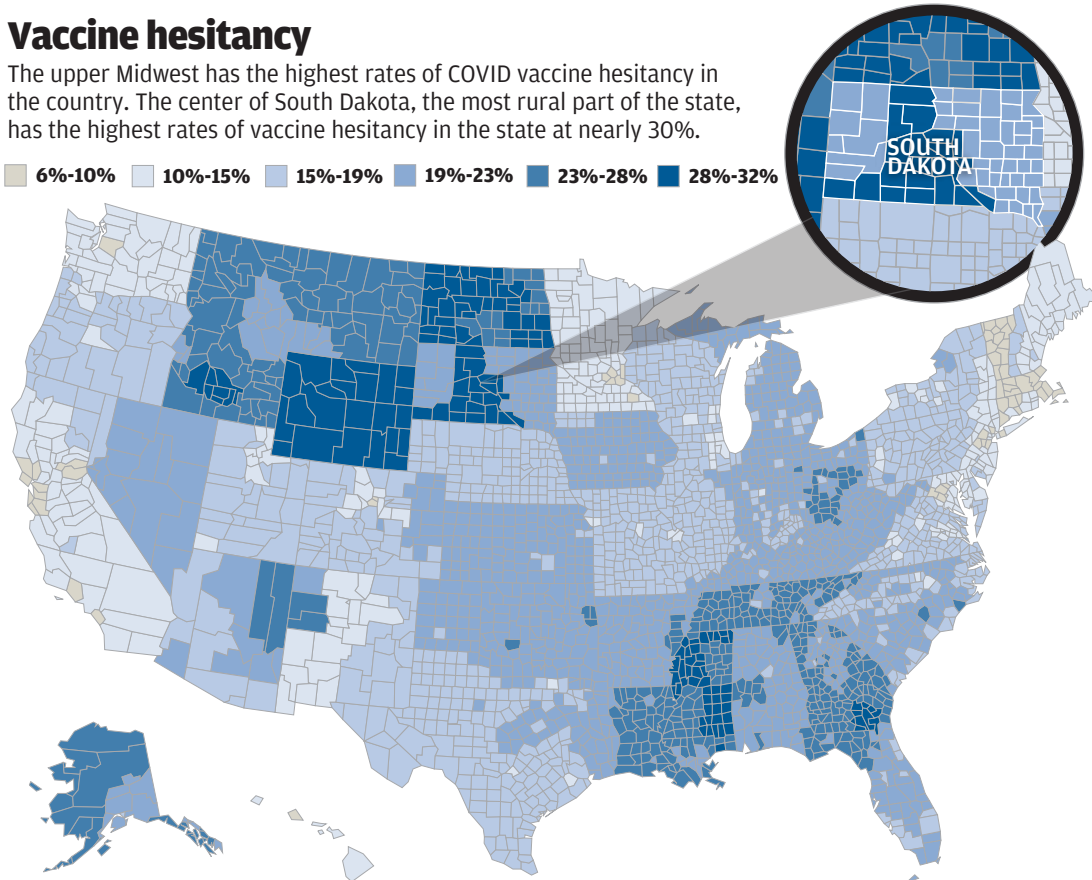 Vaccine hesitancy
The upper Midwest has the highest rates of COVID vaccine hesitancy in
the country. The center of South Dakota, the most rural part of the state,
has the highest rates of vaccine hesitancy in the state at nearly 30%.
6%-10% 10%-15% 15%-19% 19%-23% 23%-28% 28%-32%
SOUTH
DAKOTA